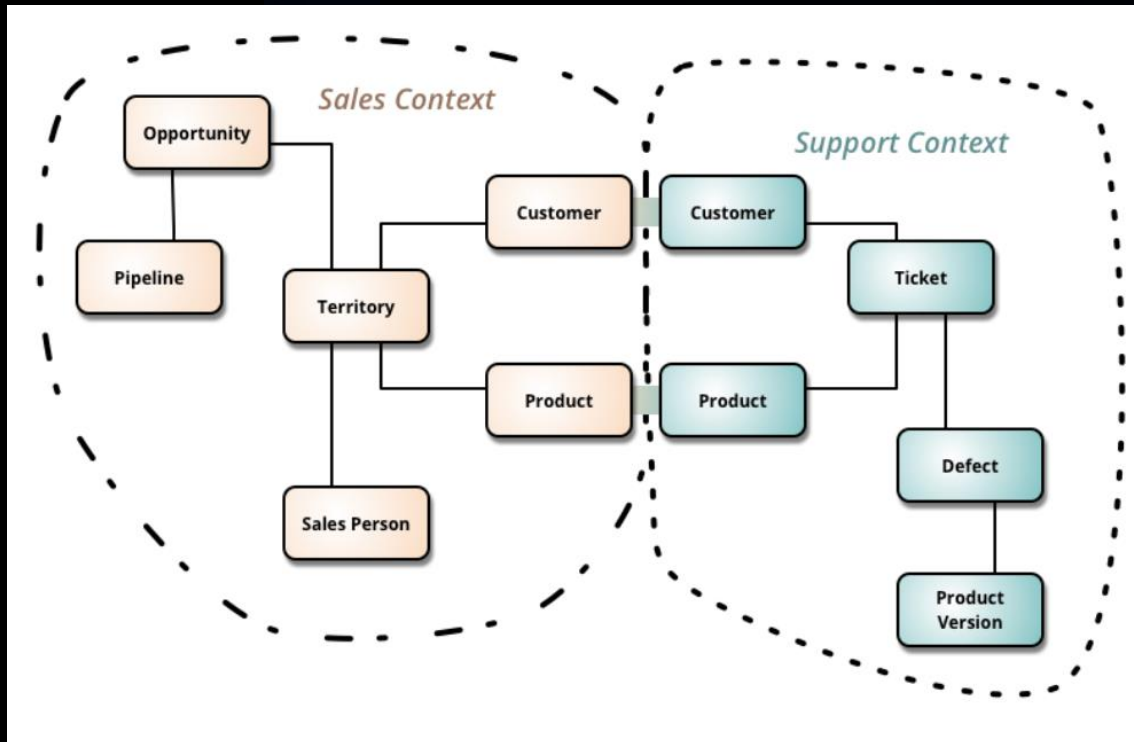 Sales Context
Opportunity
Support Context
Customer
Customer
Pipeline
Ticket
Territory
Product
Product
Defect
Sales Person
Product
Version